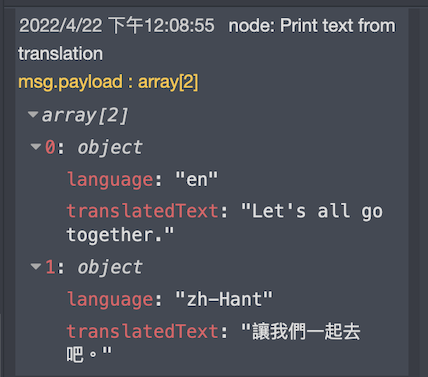 2022/4/22 下午12:08:55 node: Print text from
translation
msg.payload : array[2]
array[2]
0: object
language: "en"
translatedText: "Let's all go
together."
1: object
language: "zh-Hant"
translatedText: "讓我們一起去
吧。"